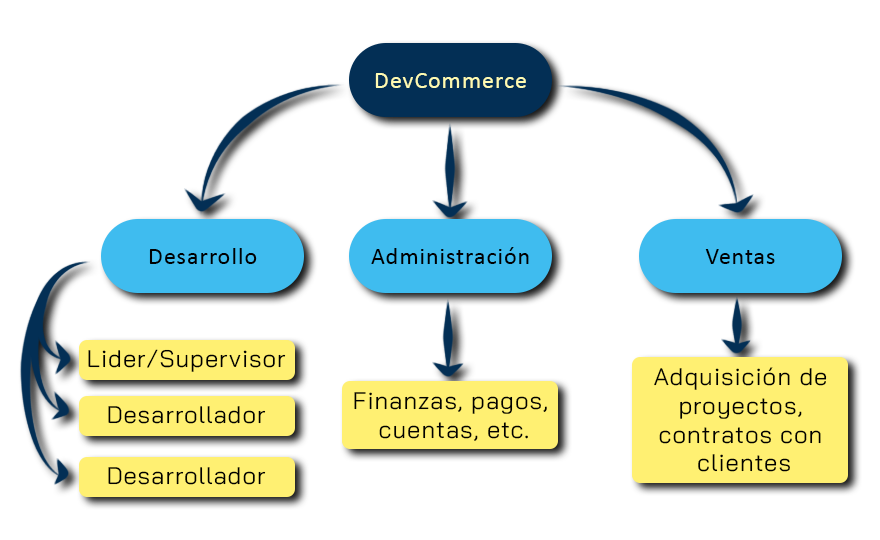 DevCommerce
Desarrollo
Administración
Ventas
Lider/Supervisor
Desarrollador
Desarrollador
Finanzas, pagos,
cuentas, etc.
Adquisición de
proyectos,
contratos con
clientes